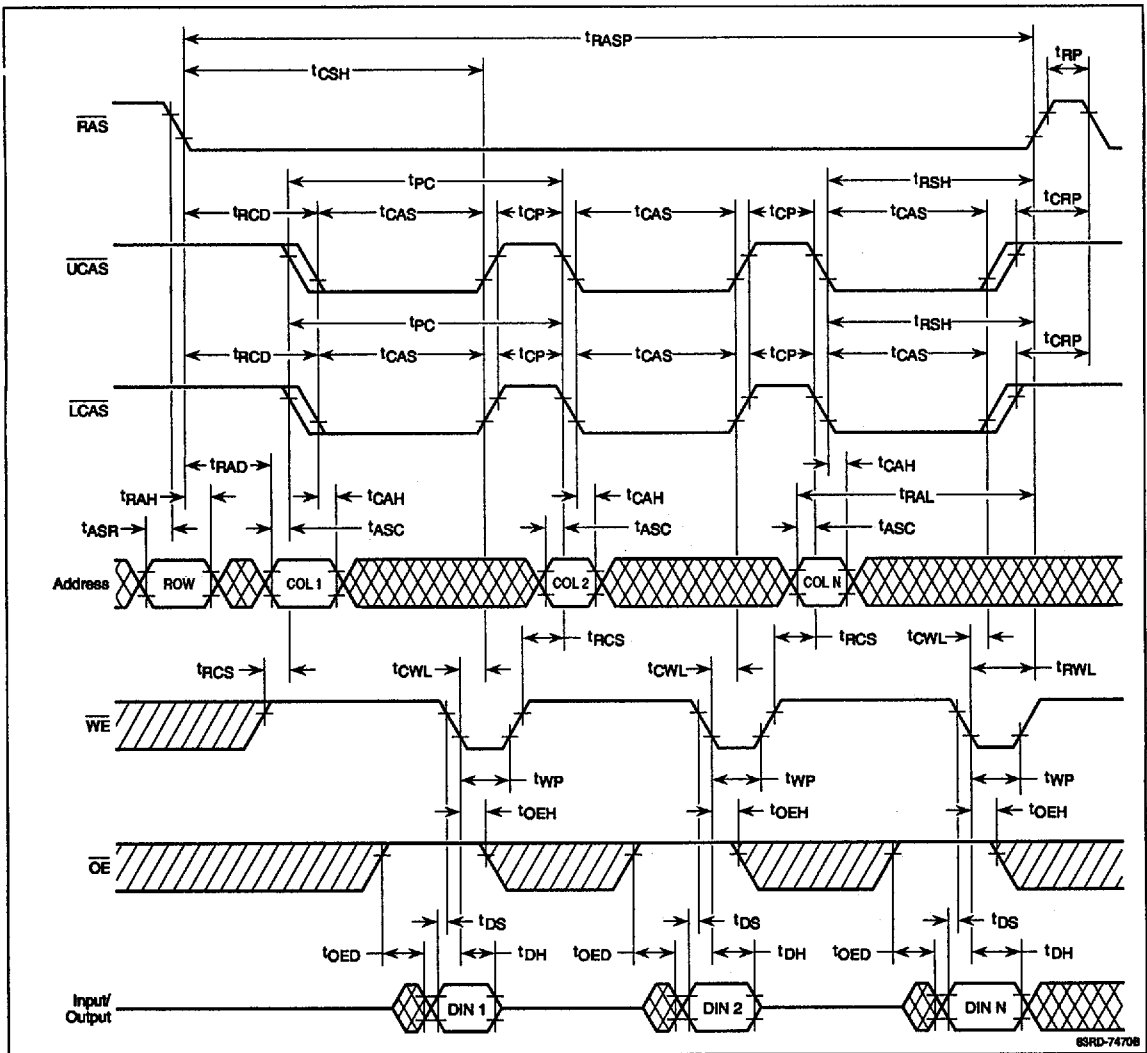 tRASP
tCSH
tRP
RAS
tPC
tRSH
tRCD
tCAS
tCP
tCAS
tCP
tCAS
tCRP
UCAS
tPC
tRSH
tRCD
tCAS
tCP
tCAS
tCP
tCAS
tCRP
LCAS
tRAD
tCAH
tRAH
tCAH
tCAH
tRAL
tASR
tASC
tASC
tASC
Address
ROW
COL 1
COL 2
COL N
tRCS
tRCS
tCWL
tRCS
tCWL
tCWL
tRWL
WE
tWP
tWP
tWP
tOEH
tOEH
tOEH
OE
tDS
tDS
tDS
tOED
tDH
tOED
tDH
tOED
tDH
Input/
Output
DIN 1
DIN 2
DIN N
83RD-7470B